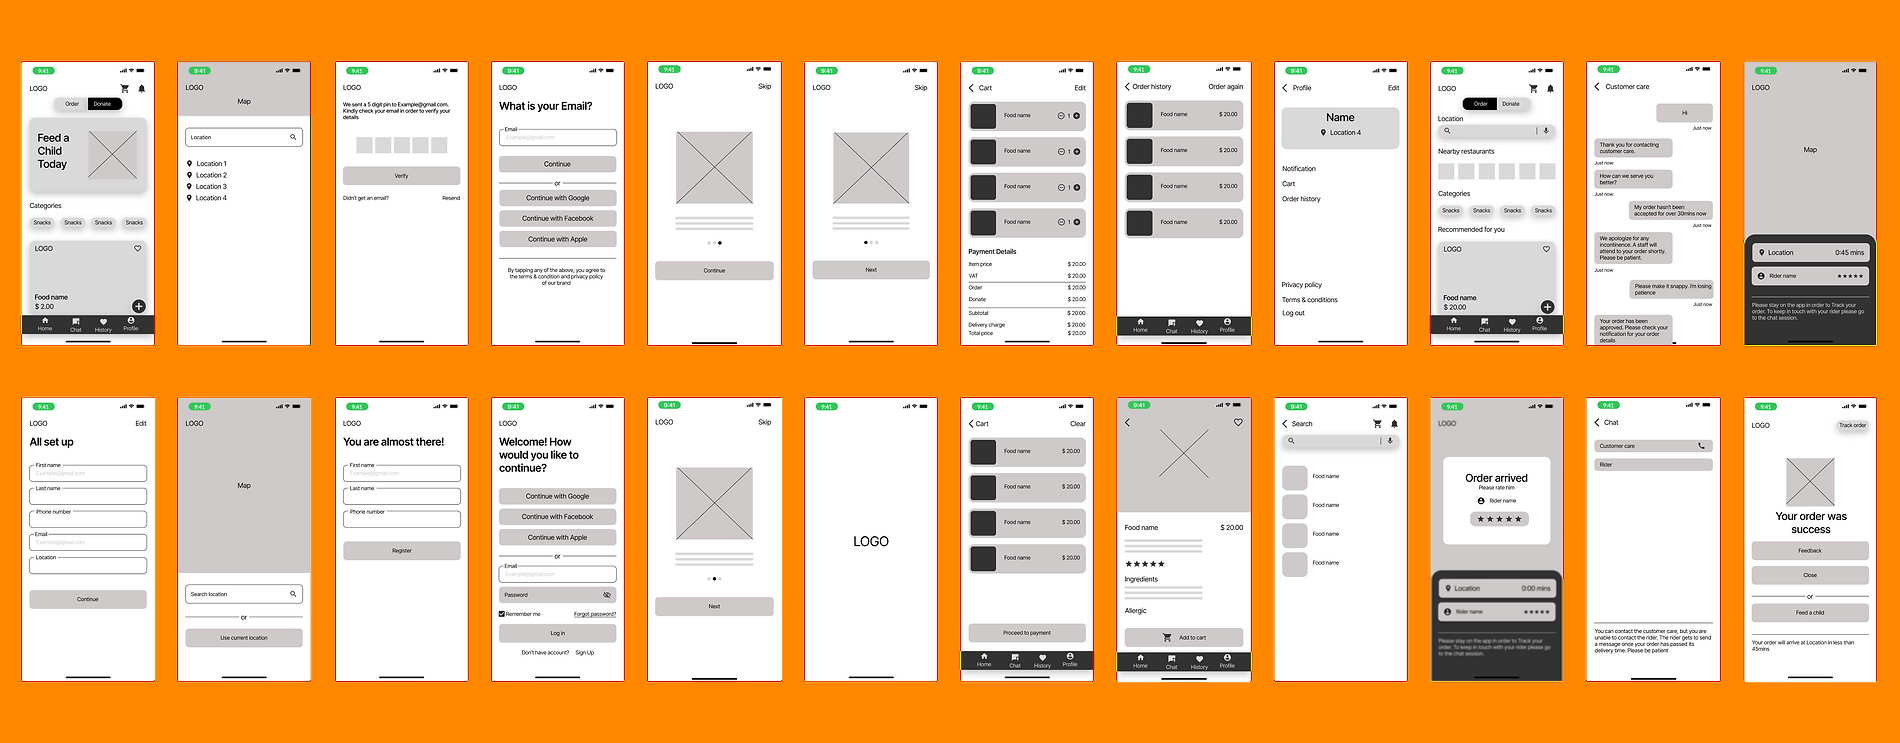 9:41
LOGO
Order
Donate
Feed a
Child
Today
Categories
Snacks
Snacks
Snacks
Snacks
LOGO
Food name
$ 2.00
Home
Chat
History
Profile
9:41
LOGO
Map
Location
Location 1
Location 2
Location 3
Location 4
9:41
LOGO
We sent a 5 digit pin to Example@gmail.com.
Kindly check your email in order to verify your
details
Verify
Didn't get an email?
Resend
9:41
LOGO
What is your Email?
Email
Example@gmail.com
Continue
or
Continue with Google
Continue with Facebook
Continue with Apple
By tapping any of the above, you agree to
the terms & condition and privacy policy
of our brand
9:41
LOGO
Skip
Continue
9:41
LOGO
Skip
Next
9:41
Cart
Edit
Food name
1
Food name
1
Food name
1
Food name
1
Payment Details
Item price
$ 20.00
VAT
$ 20.00
Order
$ 20.00
Donate
$ 20.00
Subtotal
$ 20.00
Delivery charge
$ 20.00
Total price
$ 20.00
9:41
Order history
Order again
Food name
$ 20.00
Food name
$ 20.00
Food name
$ 20.00
Food name
$ 20.00
Home
Chat
History
Profile
9:41
Profile
Edit
Name
Location 4
Notification
Cart
Order history
Privacy policy
Terms & conditions
Log out
9:41
LOGO
Order
Donate
Location
Nearby restaurants
Categories
Snacks
Snacks
Snacks
Snacks
Recommended for you
LOGO
Food name
$ 20.00
Home
Chat
History
Profile
9:41
Customer care
Hi
Just now
Thank you for contacting
customer care.
Just now
How can we serve you
better?
Just now
My order hasn't been
accepted for over 30mins now
Just now
We apologize for any
incontinence. A staff will
attend to your order shortly.
Please be patient.
Just now
Please make it snappy. I'm losing
patience
Just now
Your order has been
approved. Please check your
notification for your order
details
9:41
LOGO
Map
Location
0:45 mins
Rider name
Please stay on the app in order to Track your
order. To keep in touch with your rider please go
to the chat session.
9:41
LOGO
Edit
All set up
First name
Example@gmail.com
Last name
Phone number
Email
Example@gmail.com
Location
Continue
9:41
LOGO
Map
Search location
or
Use current location
9:41
LOGO
You are almost there!
First name
Example@gmail.com
Last name
Phone number
Register
9:41
LOGO
Welcome! How
would you like to
continue?
Continue with Google
Continue with Facebook
Continue with Apple
or
Email
Example@gmail.com
Password
Remember me
Forgot password?
Log in
Don't have account?
Sign Up
9:41
LOGO
Skip
Next
9:41
LOGO
9:41
Cart
Clear
Food name
$ 20.00
Food name
$ 20.00
Food name
$ 20.00
Food name
$ 20.00
Proceed to payment
Home
Chat
History
Profile
9:41
Food name
$ 20.00
Ingredients
Allergic
Add to cart
Home
Chat
History
Profile
9:41
Search
Food name
Food name
Food name
Food name
9:41
LOGO
Order arrived
Please rate him
Rider name
Location
0:00 mins
Rider name
Please stay on the app in order to Track your
order. To keep in touch with your rider please go
to the chat session.
9:41
Chat
Customer care
Rider
You can contact the customer care, but you are
unable to contact the rider. The rider gets to send
a message once your order has passed its
delivery time. Please be patient
9:41
LOGO
Track order
Your order was
success
Feedback
Close
or
Feed a child
Your order will arrive at Location in less than
45mins